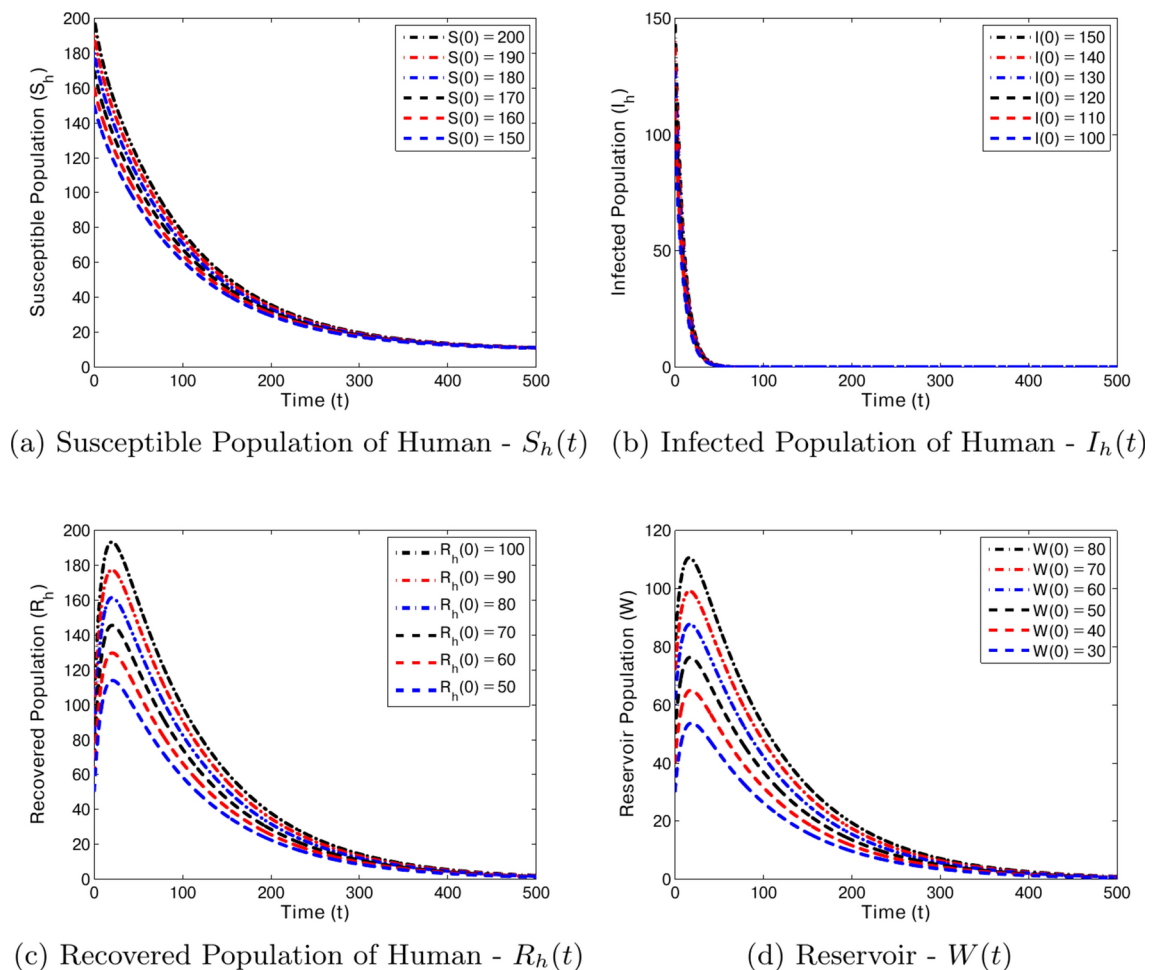 200
180
160
140
120
100
80
60
40
20
0
Susceptible Population (S_h)
S(0) = 200
S(0) = 190
S(0) = 180
S(0) = 170
S(0) = 160
S(0) = 150
0 100 200 300 400 500
Time (t)
(a) Susceptible Population of Human - S_h(t)
150
100
50
0
Infected Population (I_h)
I(0) = 150
I(0) = 140
I(0) = 130
I(0) = 120
I(0) = 110
I(0) = 100
0 100 200 300 400 500
Time (t)
(b) Infected Population of Human - I_h(t)
200
180
160
140
120
100
80
60
40
20
0
Recovered Population (R_h)
R_h(0) = 100
R_h(0) = 90
R_h(0) = 80
R_h(0) = 70
R_h(0) = 60
R_h(0) = 50
0 100 200 300 400 500
Time (t)
(c) Recovered Population of Human - R_h(t)
120
100
80
60
40
20
0
Reservoir Population (W)
W(0) = 80
W(0) = 70
W(0) = 60
W(0) = 50
W(0) = 40
W(0) = 30
0 100 200 300 400 500
Time (t)
(d) Reservoir - W(t)